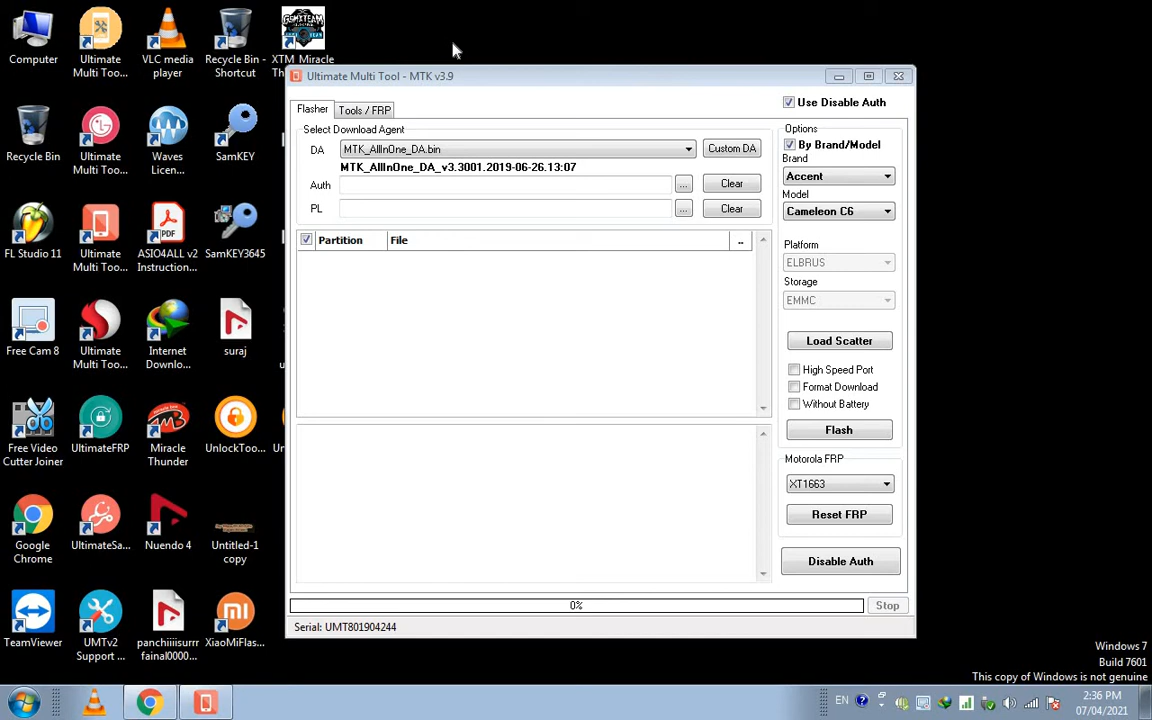 Computer
Ultimate
Multi Too...
VLC media
player
Recycle Bin -
Shortcut
GSMXTEAM
XTM Miracle
Recycle Bin
Ultimate
Multi Too...
Waves
Licen...
SamKEY
FL Studio 11
Ultimate
Multi Too...
PDF
ASIO4ALL v2
Instruction...
SamKEY3645
Free Cam 8
Ultimate
Multi Too...
Internet
Downlo...
suraj
Free Video
Cutter Joiner
UltimateFRP
Miracle
Thunder
UnlockToo...
Google
Chrome
UltimateSa...
Nuendo 4
Untitled-1
copy
TeamViewer
UMTv2
Support ...
panchiiiisurrr
fainal0000...
XiaoMiFlas...
Ultimate Multi Tool - MTK v3.9
Flasher
Tools / FRP
Use Disable Auth
Select Download Agent
DA
MTK_AllInOne_DA.bin
Custom DA
MTK_AllInOne_DA_v3.3001.2019-06-26.13:07
Auth
...
Clear
PL
...
Clear
Partition
File
..
Options
By Brand/Model
Brand
Accent
Model
Cameleon C6
Platform
ELBRUS
Storage
EMMC
Load Scatter
High Speed Port
Format Download
Without Battery
Flash
Motorola FRP
XT1663
Reset FRP
Disable Auth
0%
Stop
Serial: UMT801904244
Windows 7
Build 7601
This copy of Windows is not genuine
EN
2:36 PM
07/04/2021